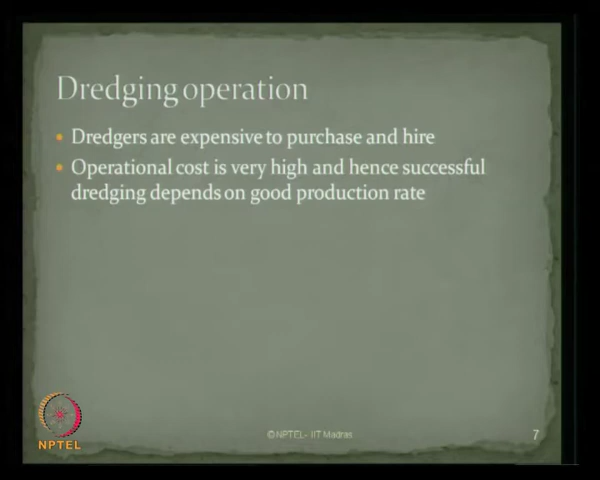 Dredging operation
Dredgers are expensive to purchase and hire
Operational cost is very high and hence successful
dredging depends on good production rate
NPTEL
©NPTEL- IIT Madras
7